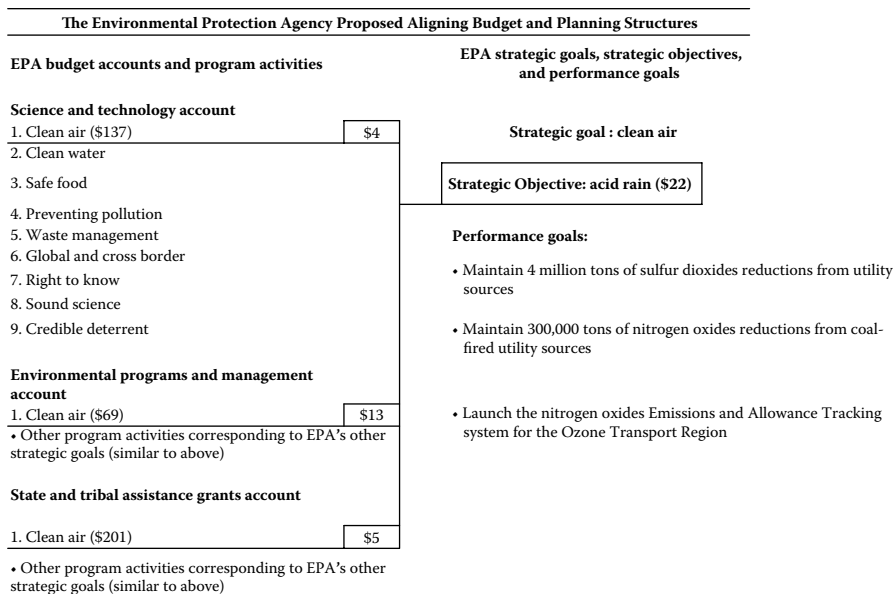 The Environmental Protection Agency Proposed Aligning Budget and Planning Structures
EPA budget accounts and program activities
EPA strategic goals, strategic objectives,
and performance goals
Science and technology account
1. Clean air ($137) $4
Strategic goal : clean air
2. Clean water
3. Safe food
Strategic Objective: acid rain ($22)
4. Preventing pollution
5. Waste management
6. Global and cross border
7. Right to know
8. Sound science
9. Credible deterrent
Performance goals:
• Maintain 4 million tons of sulfur dioxides reductions from utility
sources
• Maintain 300,000 tons of nitrogen oxides reductions from coal-
fired utility sources
Environmental programs and management
account
1. Clean air ($69) $13
• Launch the nitrogen oxides Emissions and Allowance Tracking
system for the Ozone Transport Region
• Other program activities corresponding to EPA's other
strategic goals (similar to above)
State and tribal assistance grants account
1. Clean air ($201) $5
• Other program activities corresponding to EPA's other
strategic goals (similar to above)